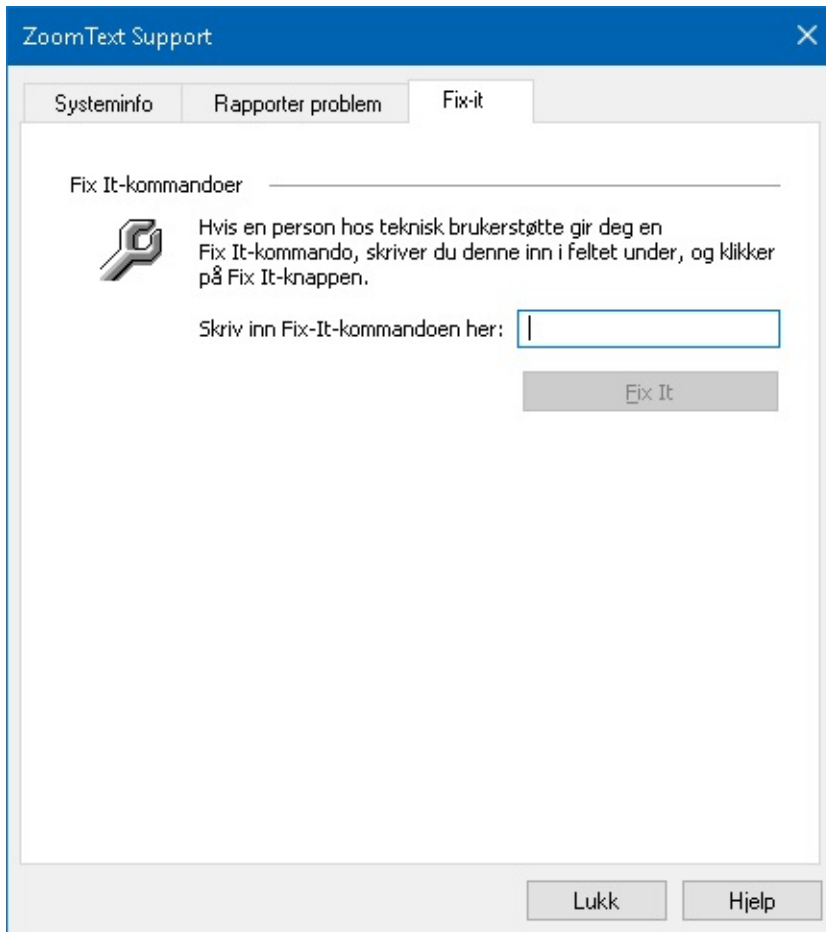 ZoomText Support
Systeminfo
Rapporter problem
Fix-it
Fix It-kommandoer
Hvis en person hos teknisk brukerstøtte gir deg en
Fix It-kommando, skriver du denne inn i feltet under, og klikker
på Fix It-knappen.
Skriv inn Fix-It-kommandoen her:
Fix It
Lukk
Hjelp